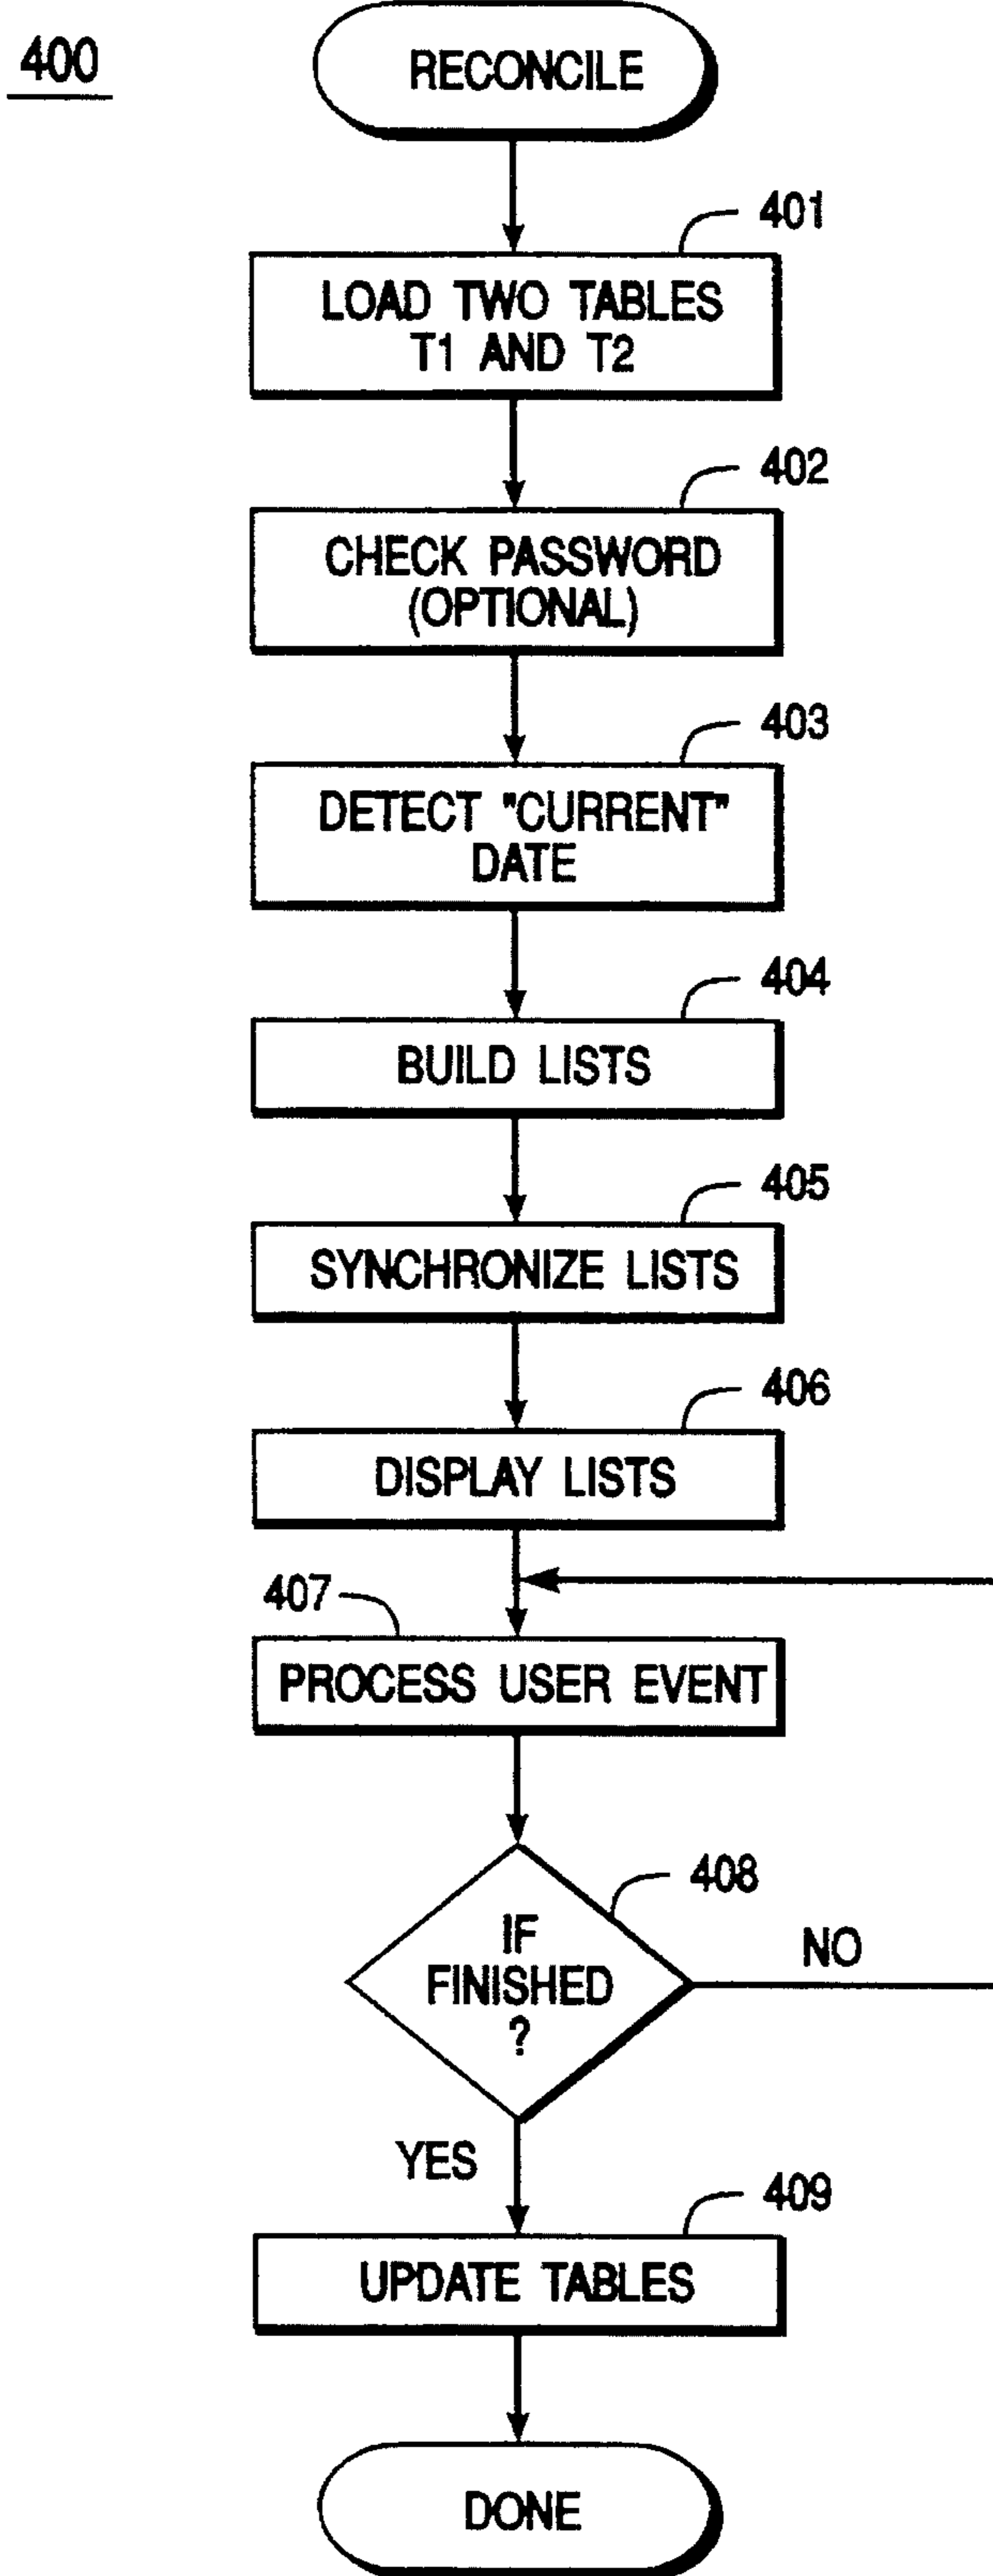 400
RECONCILE
401
LOAD TWO TABLES
T1 AND T2
402
CHECK PASSWORD
(OPTIONAL)
403
DETECT "CURRENT"
DATE
404
BUILD LISTS
405
SYNCHRONIZE LISTS
406
DISPLAY LISTS
407
PROCESS USER EVENT
408
IF
FINISHED
?
NO
YES
409
UPDATE TABLES
DONE